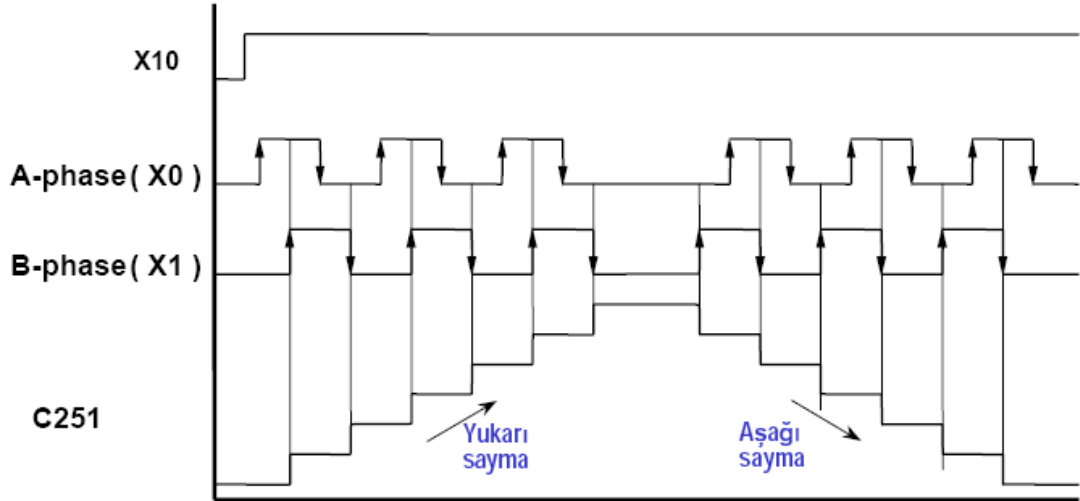 X10
A-phase( X0 )
B-phase( X1 )
C251
Yukarı
sayma
Aşağı
sayma